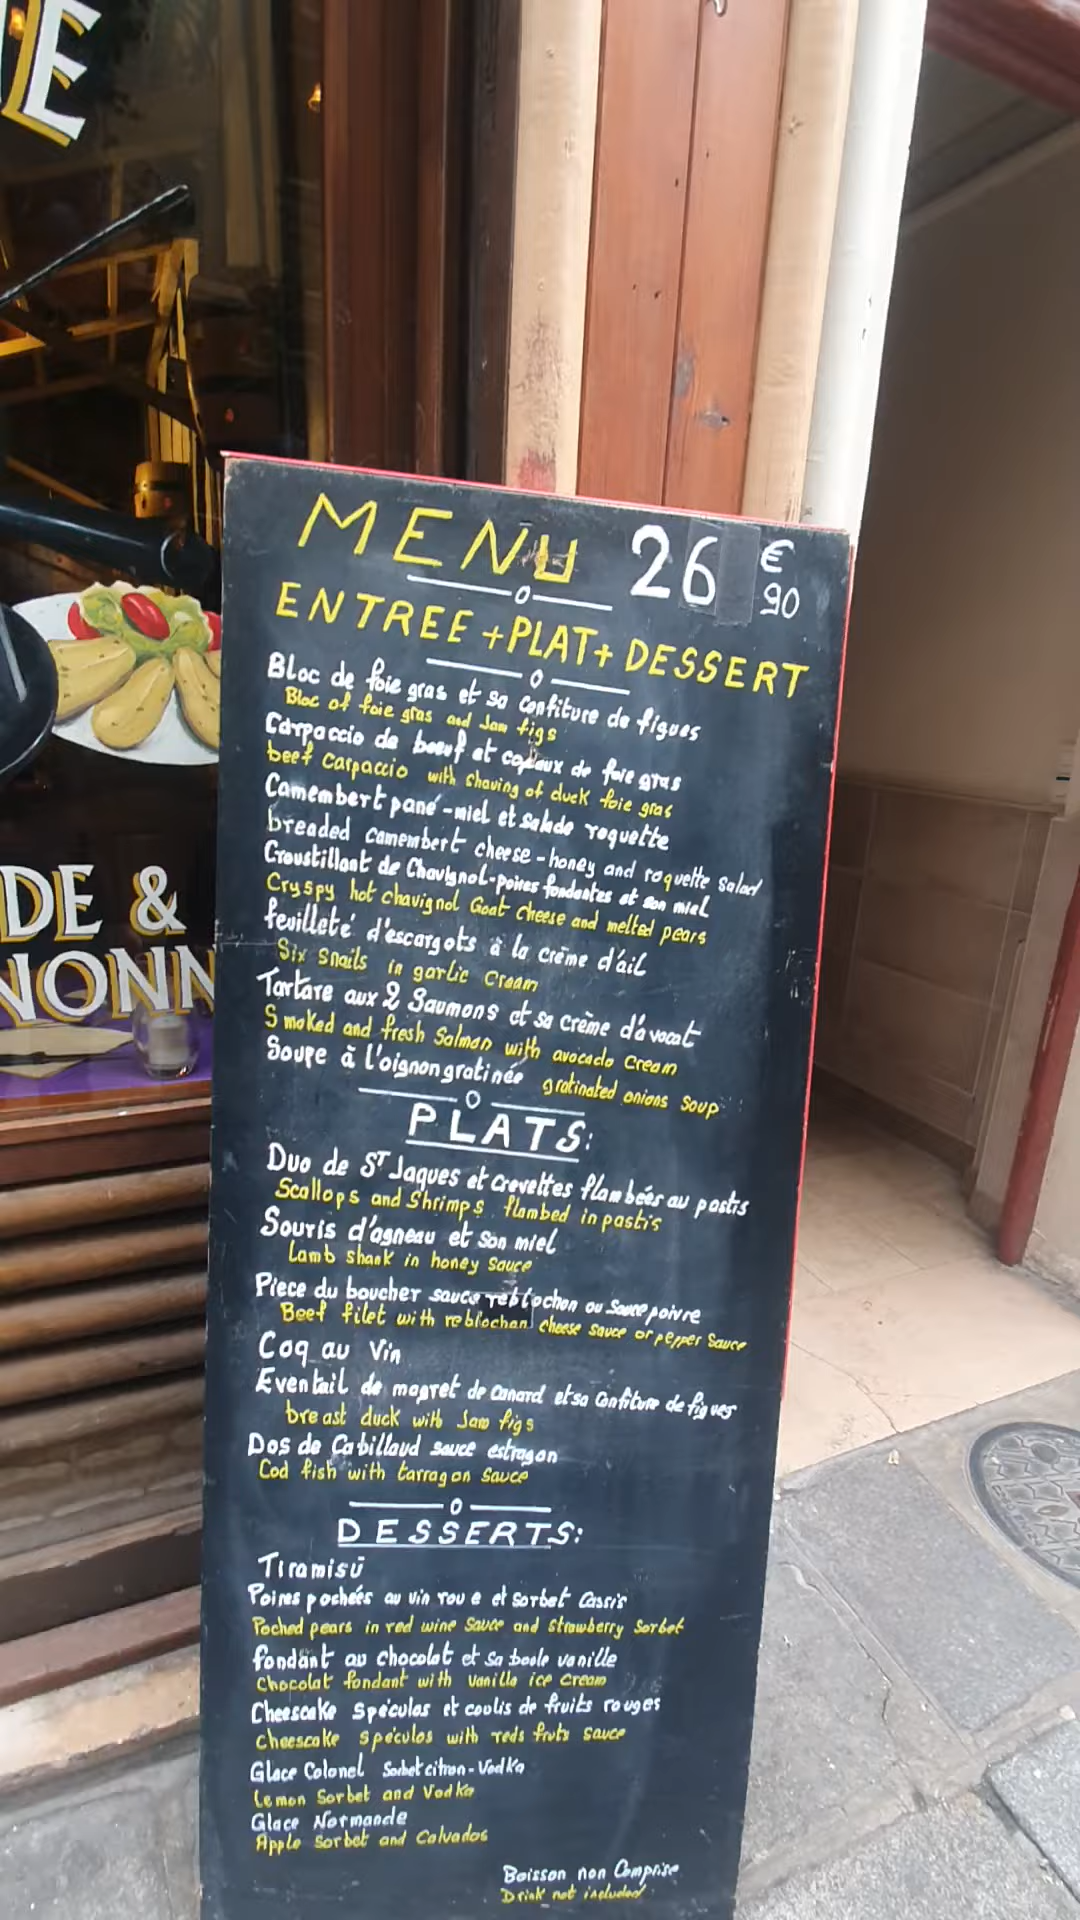 E
DE &
NONN
MENU 26 € 90
ENTREE + PLAT + DESSERT
Bloc de foie gras et sa confiture de figues
Bloc of foie gras and Jam figs
Carpaccio de boeuf et copeaux de foie gras
beef carpaccio with shaving of duck foie gras
Camembert pané - miel et salade roquette
breaded camembert cheese - honey and roquette salad
Croustillant de Chavignol - poires fondantes et son miel
Cryspy hot chavignol Goat cheese and melted pears
feuilleté d'escargots à la crème d'ail
Six snails in garlic cream
Tartare aux 2 Saumons et sa crème d'avocat
Smoked and fresh Salmon with avocado cream
Soupe à l'oignon gratinée gratinated onions soup
PLATS:
Duo de ST Jaques et crevettes flambées au pastis
Scallops and Shrimps flambed in pastis
Souris d'agneau et son miel
Lamb shank in honey sauce
Piece du boucher sauce reblochon ou Sauce poivre
Beef filet with reblochan cheese sauce or pepper sauce
Coq au Vin
Eventail de magret de canard et sa confiture de figues
breast duck with Jam figs
Dos de Cabillaud sauce estragon
Cod fish with tarragon sauce
DESSERTS:
Tiramisū
Poires pochées au vin rou e et sorbet Cassis
Poched pears in red wine sauce and strawberry sorbet
fondant au chocolat et sa boule vanille
Chocolat fondant with vanilla ice cream
Cheescake Spéculos et coulis de fruits rouges
Cheescake spéculos with reds fruts sauce
Glace Colonel Sorbet citron - Vodka
Lemon Sorbet and Vodka
Glace Normande
Apple Sorbet and Calvados
Boisson non Comprise
Drink not included